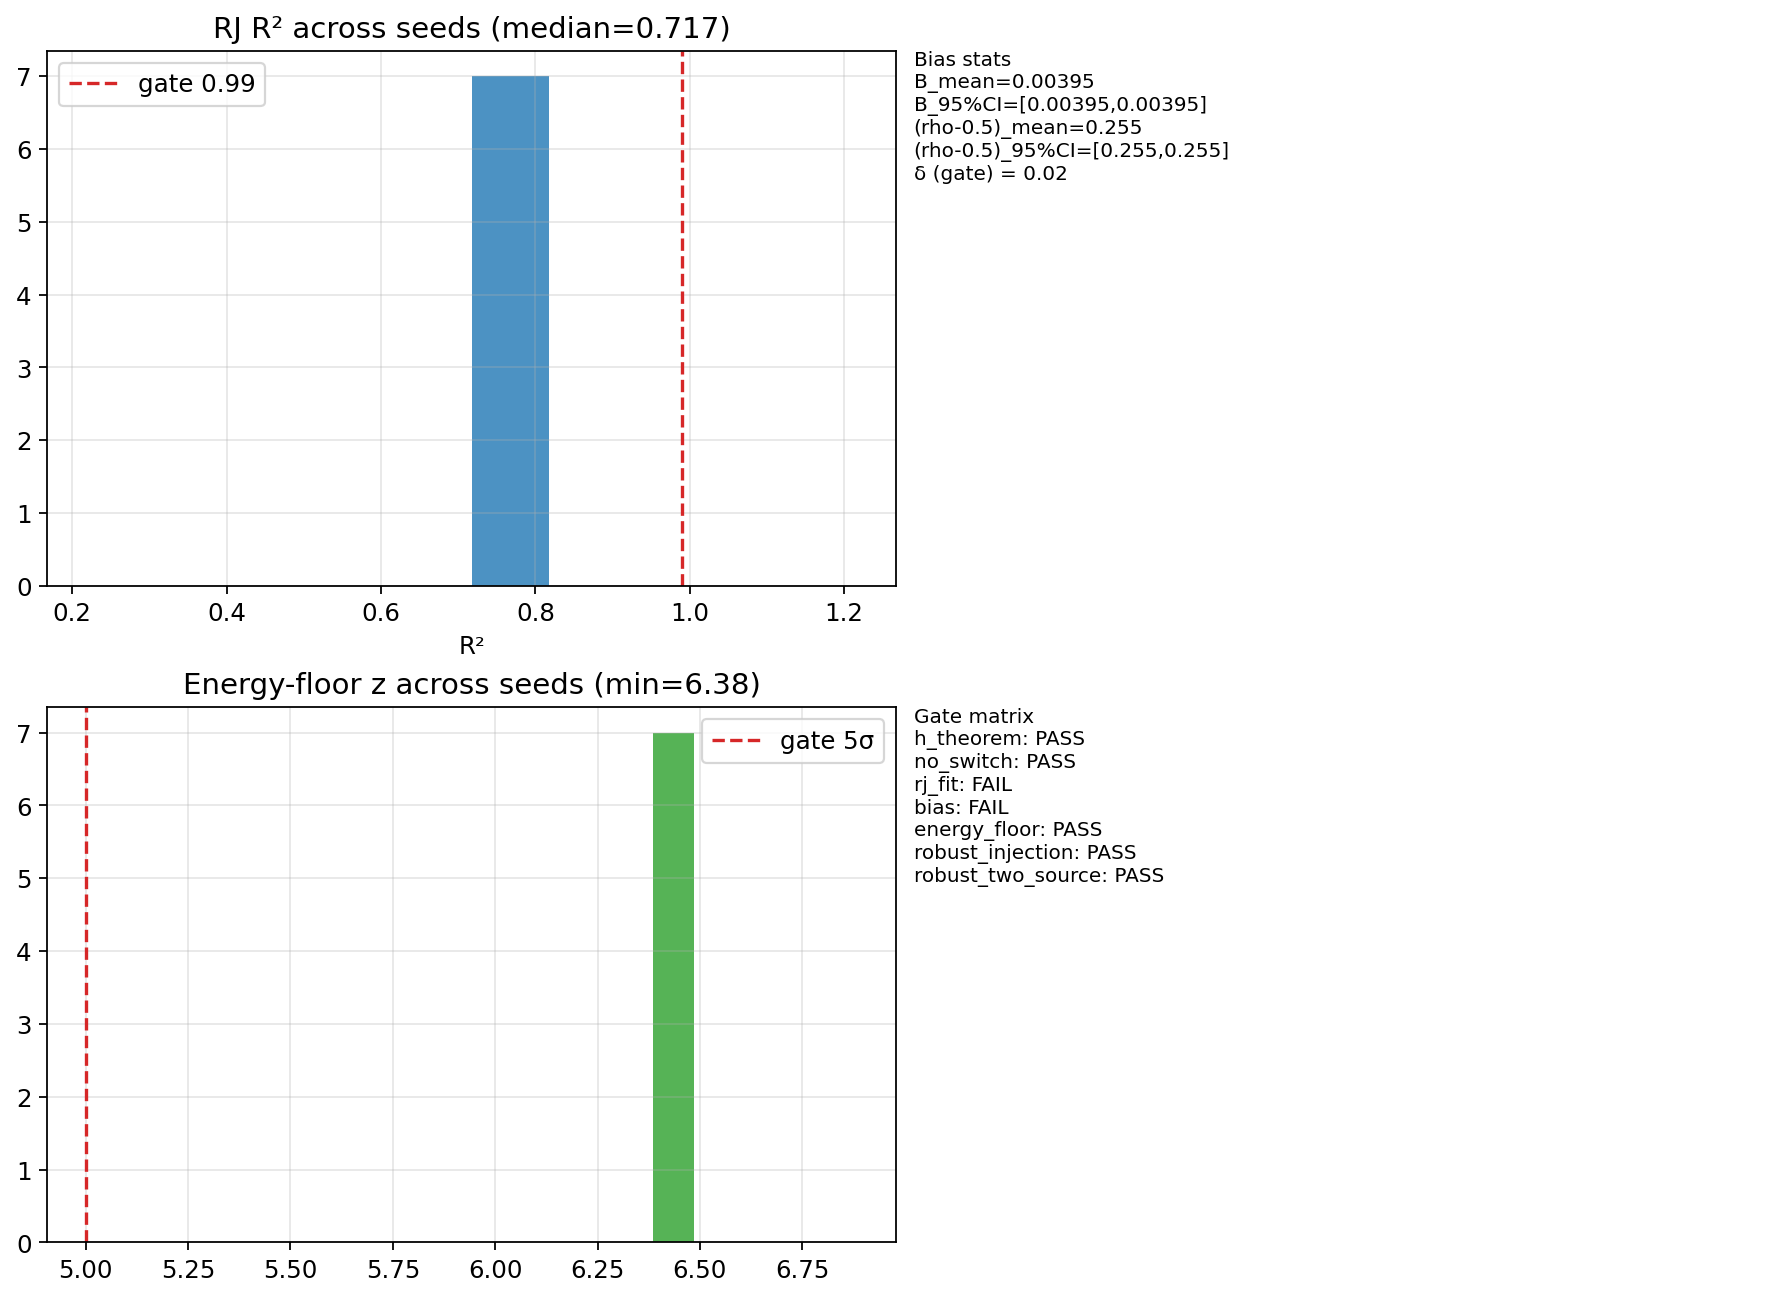 RJ R² across seeds (median=0.717)
gate 0.99
7
6
5
4
3
2
1
0
0.2 0.4 0.6 0.8 1.0 1.2
R²
Bias stats
B_mean=0.00395
B_95%CI=[0.00395,0.00395]
(rho-0.5)_mean=0.255
(rho-0.5)_95%CI=[0.255,0.255]
δ (gate) = 0.02
Energy-floor z across seeds (min=6.38)
gate 5σ
7
6
5
4
3
2
1
0
5.00 5.25 5.50 5.75 6.00 6.25 6.50 6.75
Gate matrix
h_theorem: PASS
no_switch: PASS
rj_fit: FAIL
bias: FAIL
energy_floor: PASS
robust_injection: PASS
robust_two_source: PASS